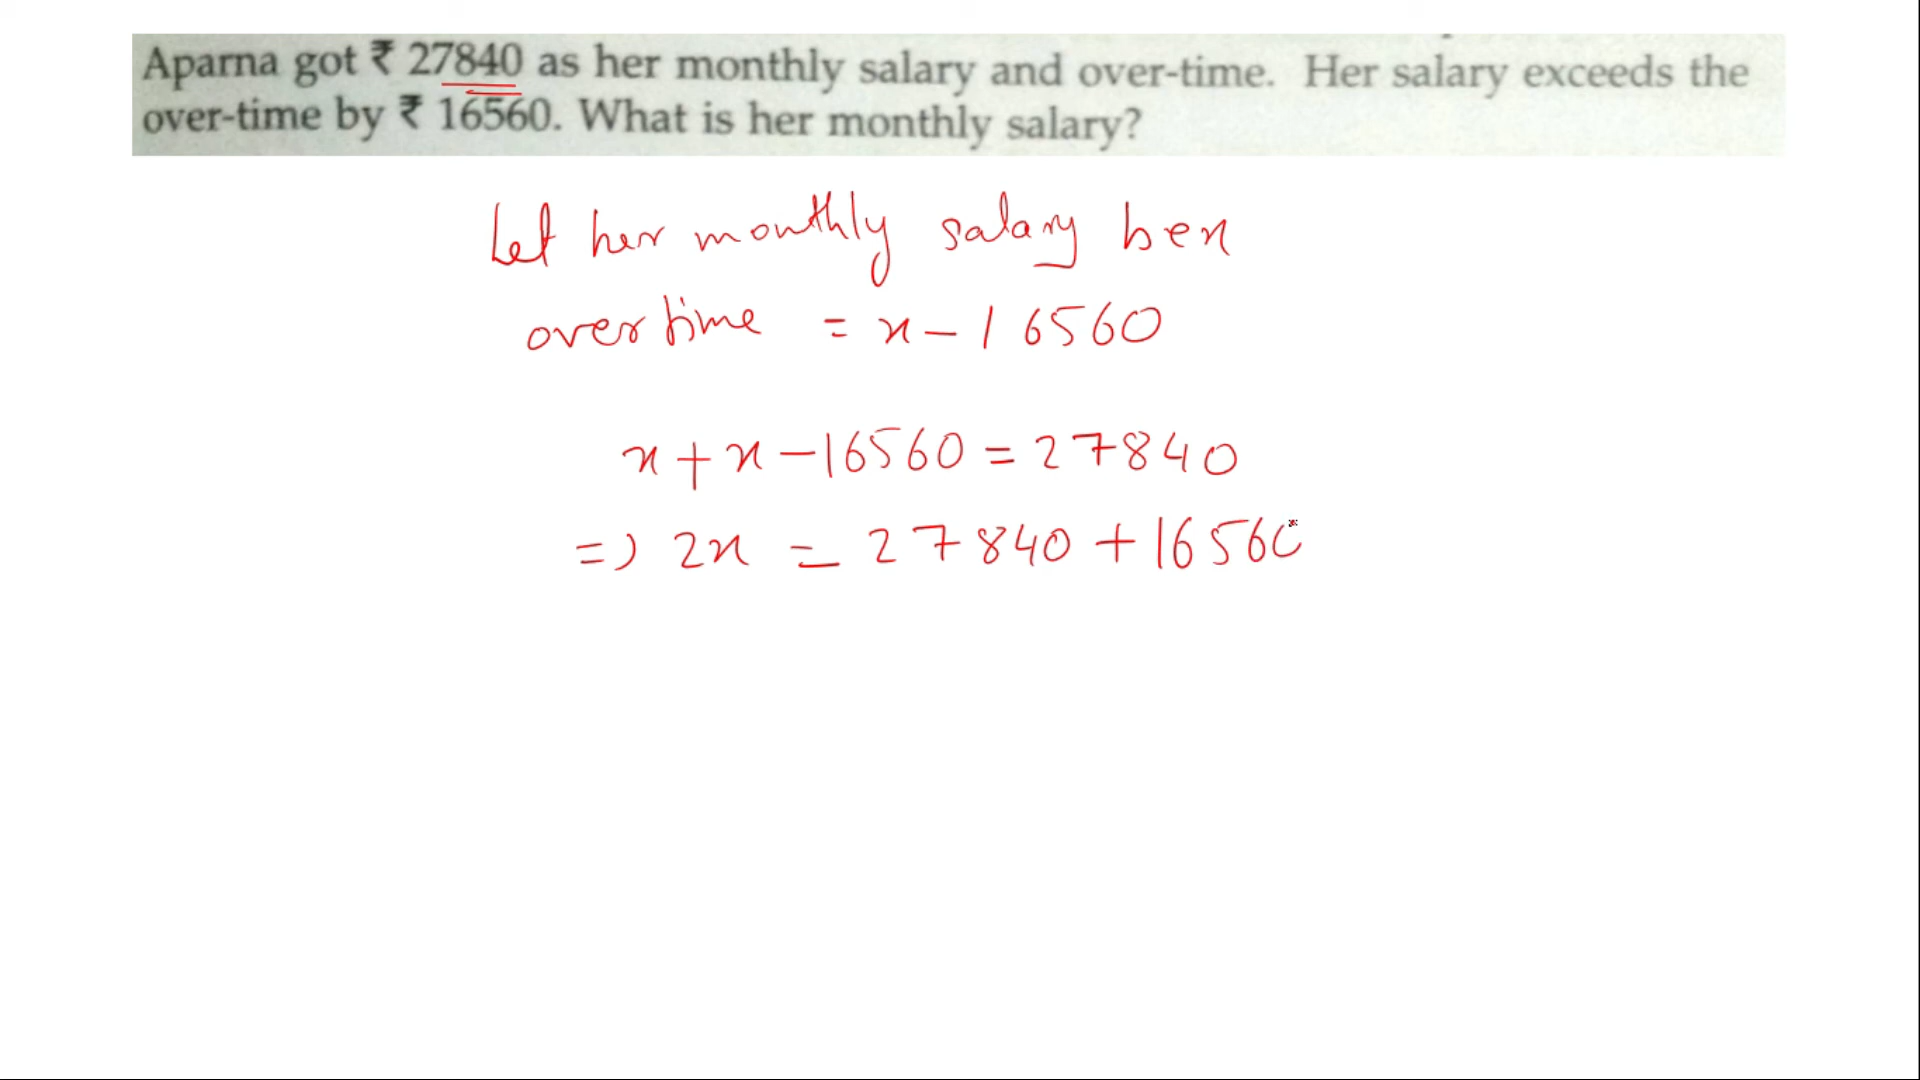 Aparna got ₹ 27840 as her monthly salary and over-time. Her salary exceeds the
over-time by ₹ 16560. What is her monthly salary?
Let her monthly salary be x
over time = x - 16560
x + x - 16560 = 27840
=> 2x = 27840 + 16560